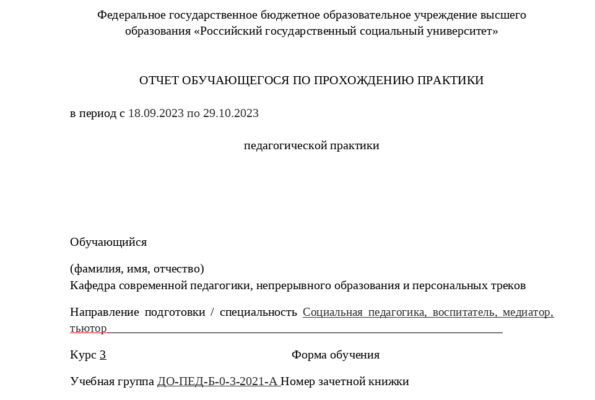 Федеральное государственное бюджетное образовательное учреждение высшего
образования «Российский государственный социальный университет»
ОТЧЕТ ОБУЧАЮЩЕГОСЯ ПО ПРОХОЖДЕНИЮ ПРАКТИКИ
в период с 18.09.2023 по 29.10.2023
педагогической практики
Обучающийся
(фамилия, имя, отчество)
Кафедра современной педагогики, непрерывного образования и персональных треков
Направление подготовки / специальность Социальная педагогика, воспитатель, медиатор,
тьютор
Курс 3 Форма обучения
Учебная группа ДО-ПЕД-Б-0-3-2021-А Номер зачетной книжки